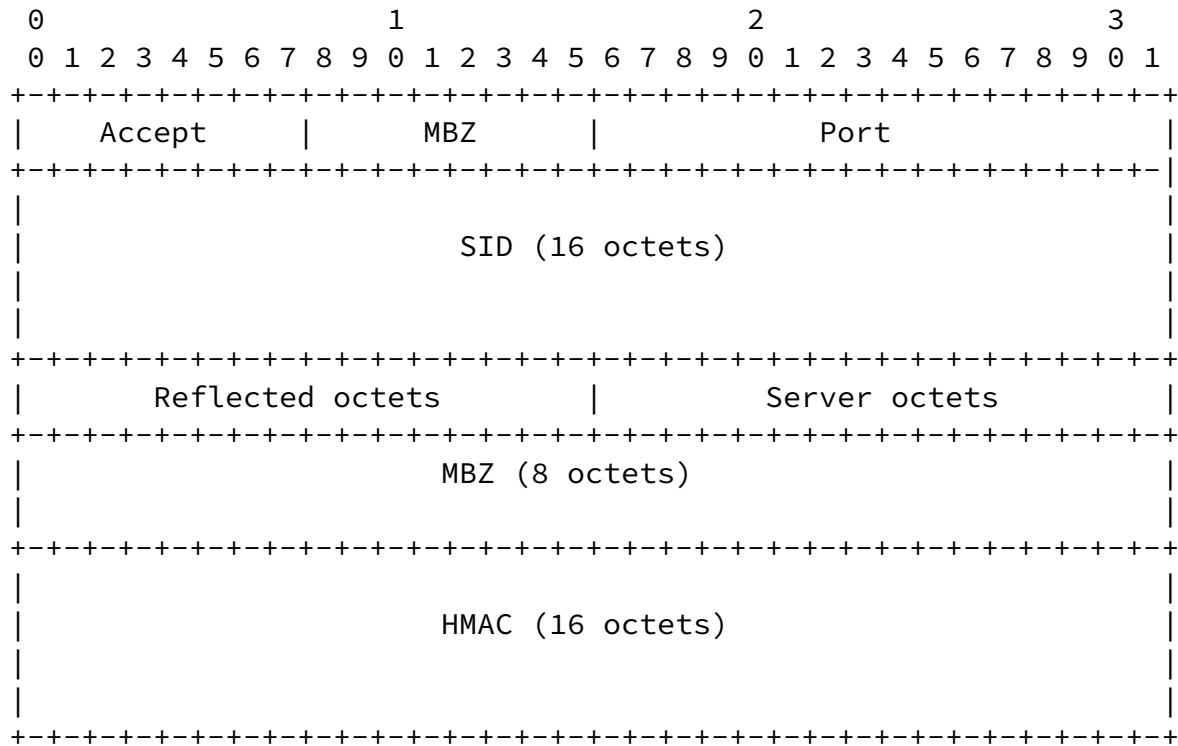 0                   1                   2                   3
 0 1 2 3 4 5 6 7 8 9 0 1 2 3 4 5 6 7 8 9 0 1 2 3 4 5 6 7 8 9 0 1
+-+-+-+-+-+-+-+-+-+-+-+-+-+-+-+-+-+-+-+-+-+-+-+-+-+-+-+-+-+-+-+-+
|    Accept     |      MBZ      |            Port               |
+-+-+-+-+-+-+-+-+-+-+-+-+-+-+-+-+-+-+-+-+-+-+-+-+-+-+-+-+-+-+-+-|
|                                                               |
|                        SID (16 octets)                        |
|                                                               |
|                                                               |
+-+-+-+-+-+-+-+-+-+-+-+-+-+-+-+-+-+-+-+-+-+-+-+-+-+-+-+-+-+-+-+-+
|       Reflected octets        |         Server octets         |
+-+-+-+-+-+-+-+-+-+-+-+-+-+-+-+-+-+-+-+-+-+-+-+-+-+-+-+-+-+-+-+-+
|                       MBZ (8 octets)                          |
|                                                               |
+-+-+-+-+-+-+-+-+-+-+-+-+-+-+-+-+-+-+-+-+-+-+-+-+-+-+-+-+-+-+-+-+
|                                                               |
|                       HMAC (16 octets)                        |
|                                                               |
|                                                               |
+-+-+-+-+-+-+-+-+-+-+-+-+-+-+-+-+-+-+-+-+-+-+-+-+-+-+-+-+-+-+-+-+